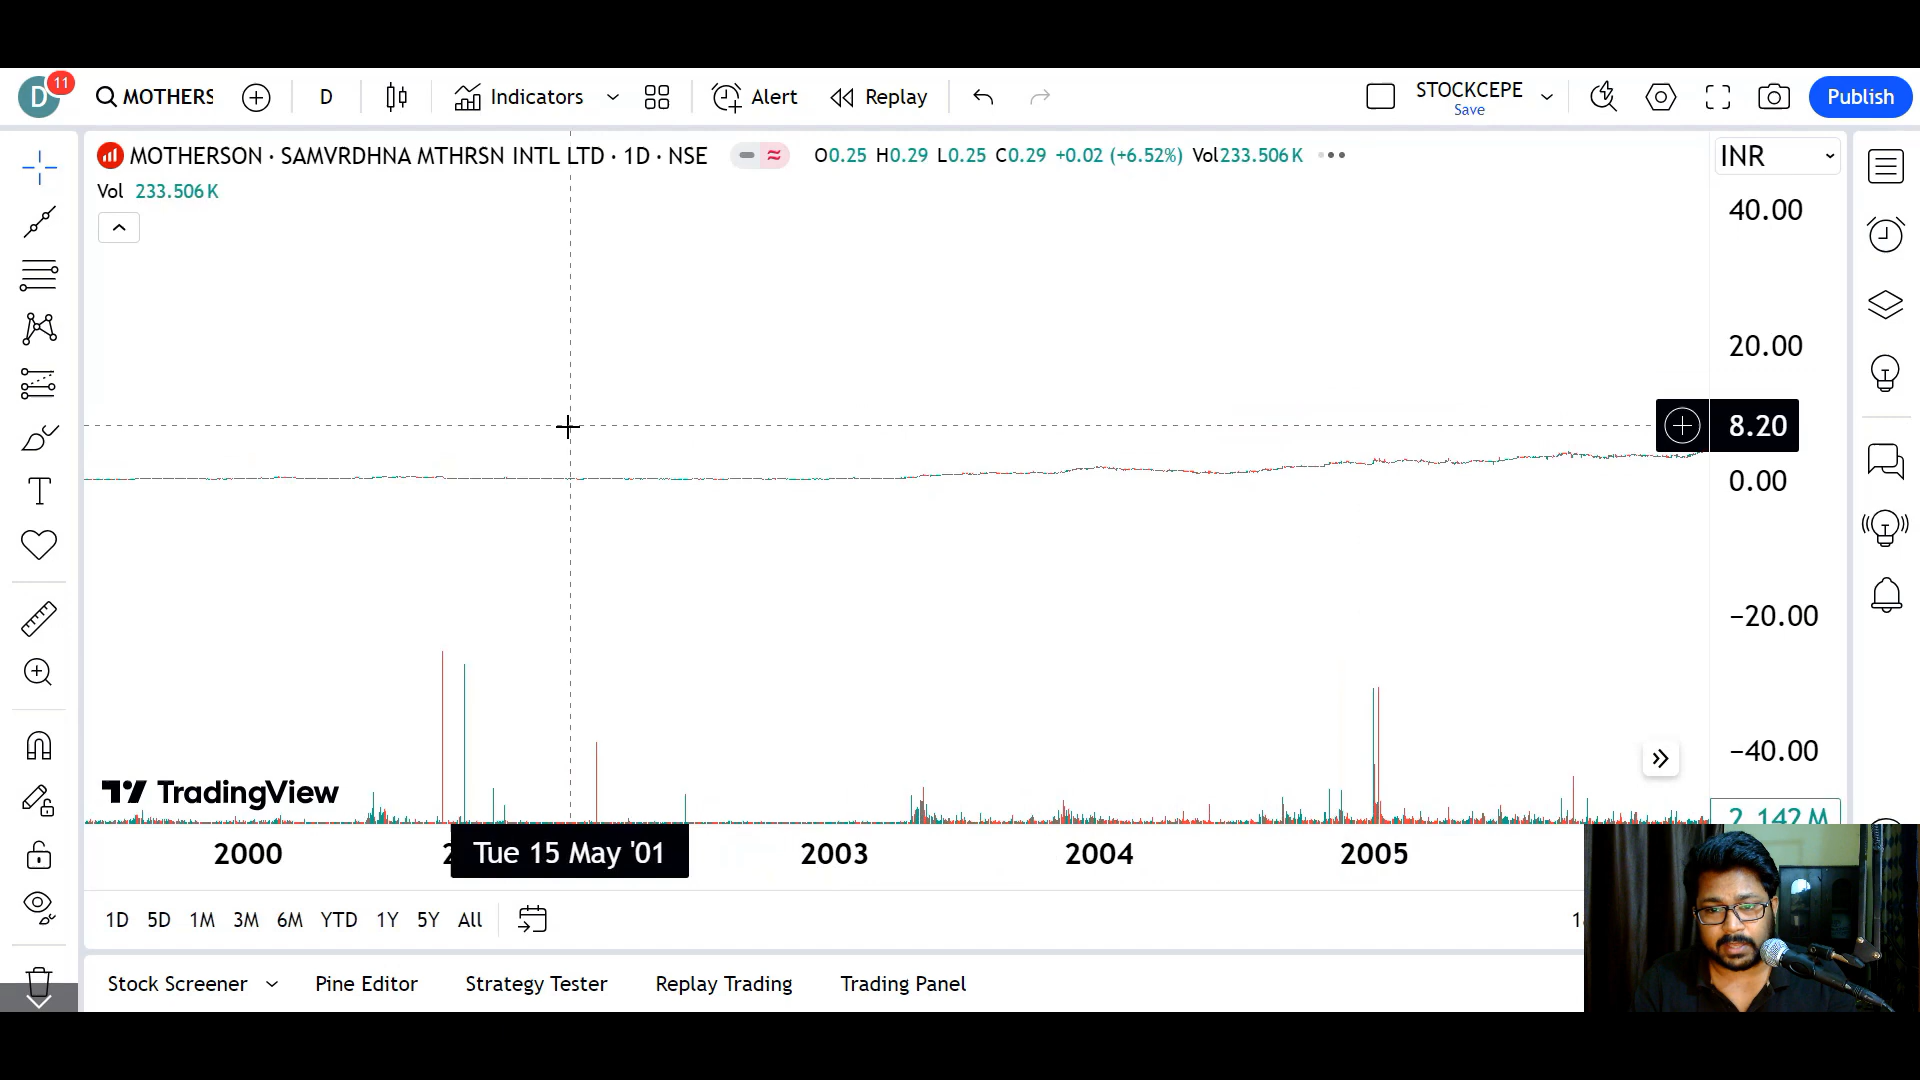 D
11
MOTHERS
D
Indicators
Alert
Replay
STOCKCEPE
Save
Publish
MOTHERSON · SAMVRDHNA MTHRSN INTL LTD · 1D · NSE
O0.25 H0.29 L0.25 C0.29 +0.02 (+6.52%) Vol233.506 K
INR
Vol 233.506 K
40.00
20.00
8.20
0.00
−20.00
−40.00
TradingView
2.142 M
2000
Tue 15 May '01
2003
2004
2005
1D 5D 1M 3M 6M YTD 1Y 5Y All
Stock Screener
Pine Editor
Strategy Tester
Replay Trading
Trading Panel